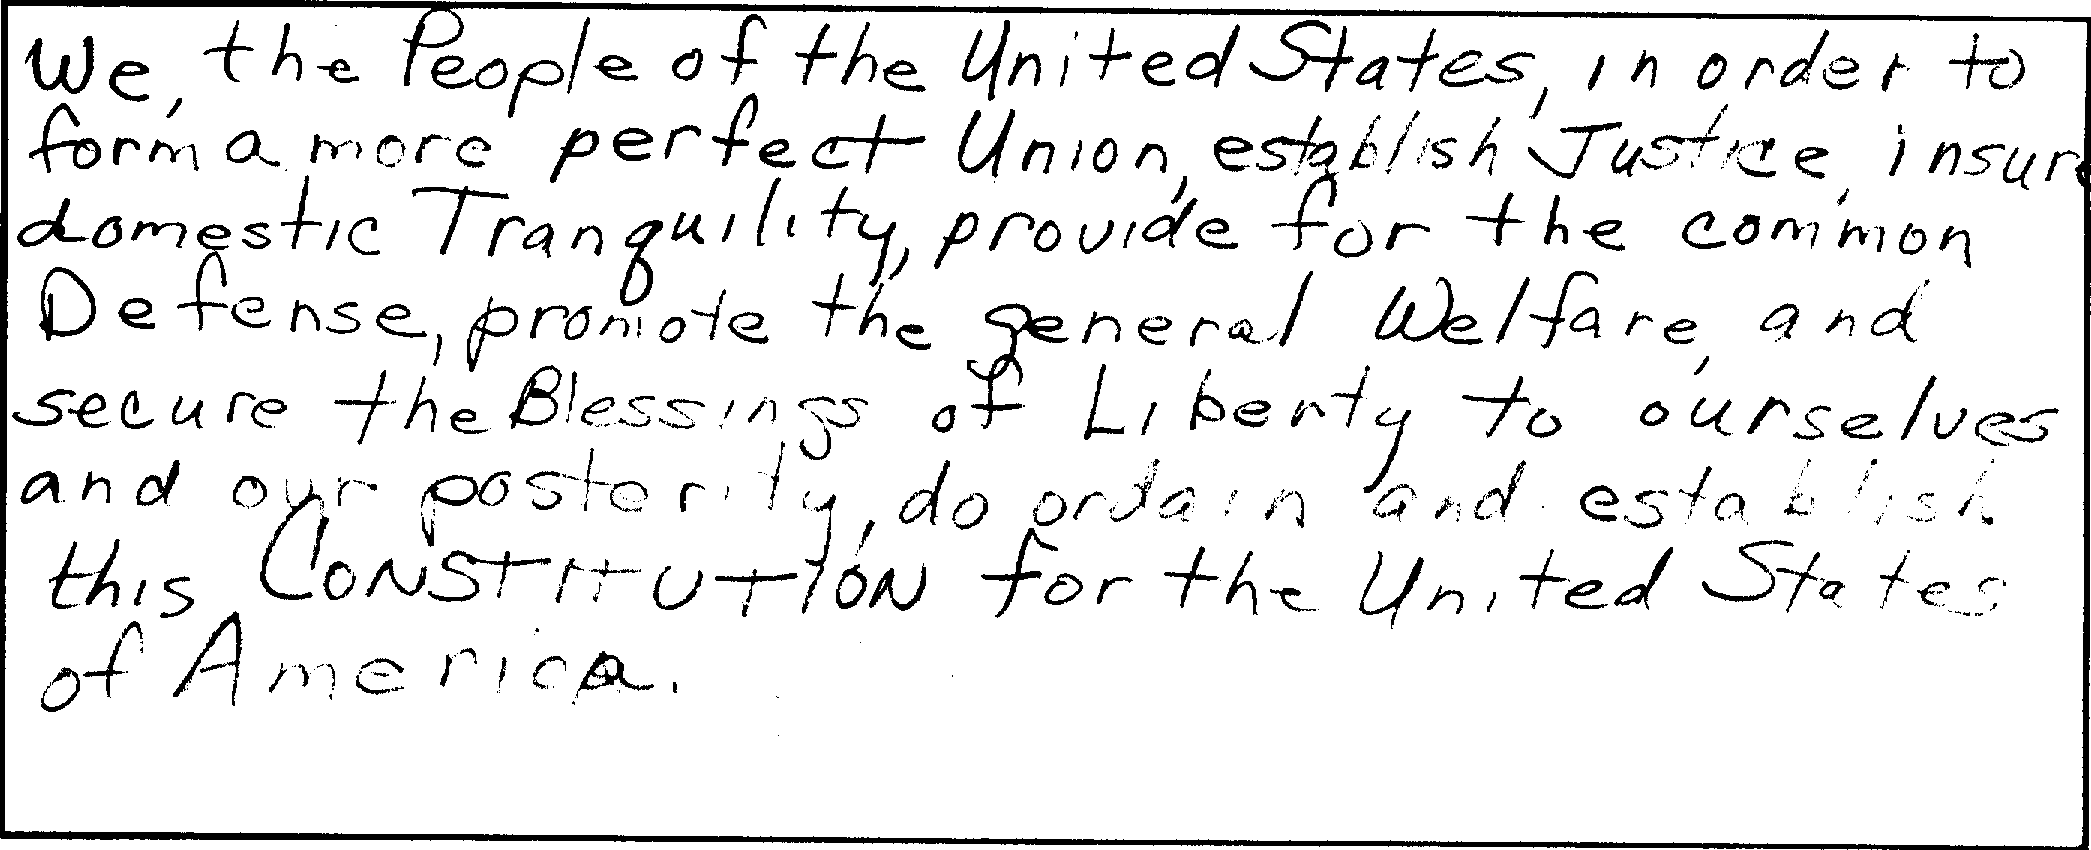 We, the People of the United States, in order to
form a more perfect Union, establish Justice, insure
domestic Tranquility, provide for the common
Defense, promote the general Welfare, and
secure the Blessings of Liberty to ourselves
and our posterity, do ordain and establish
this CONSTITUTION for the United States
of America.